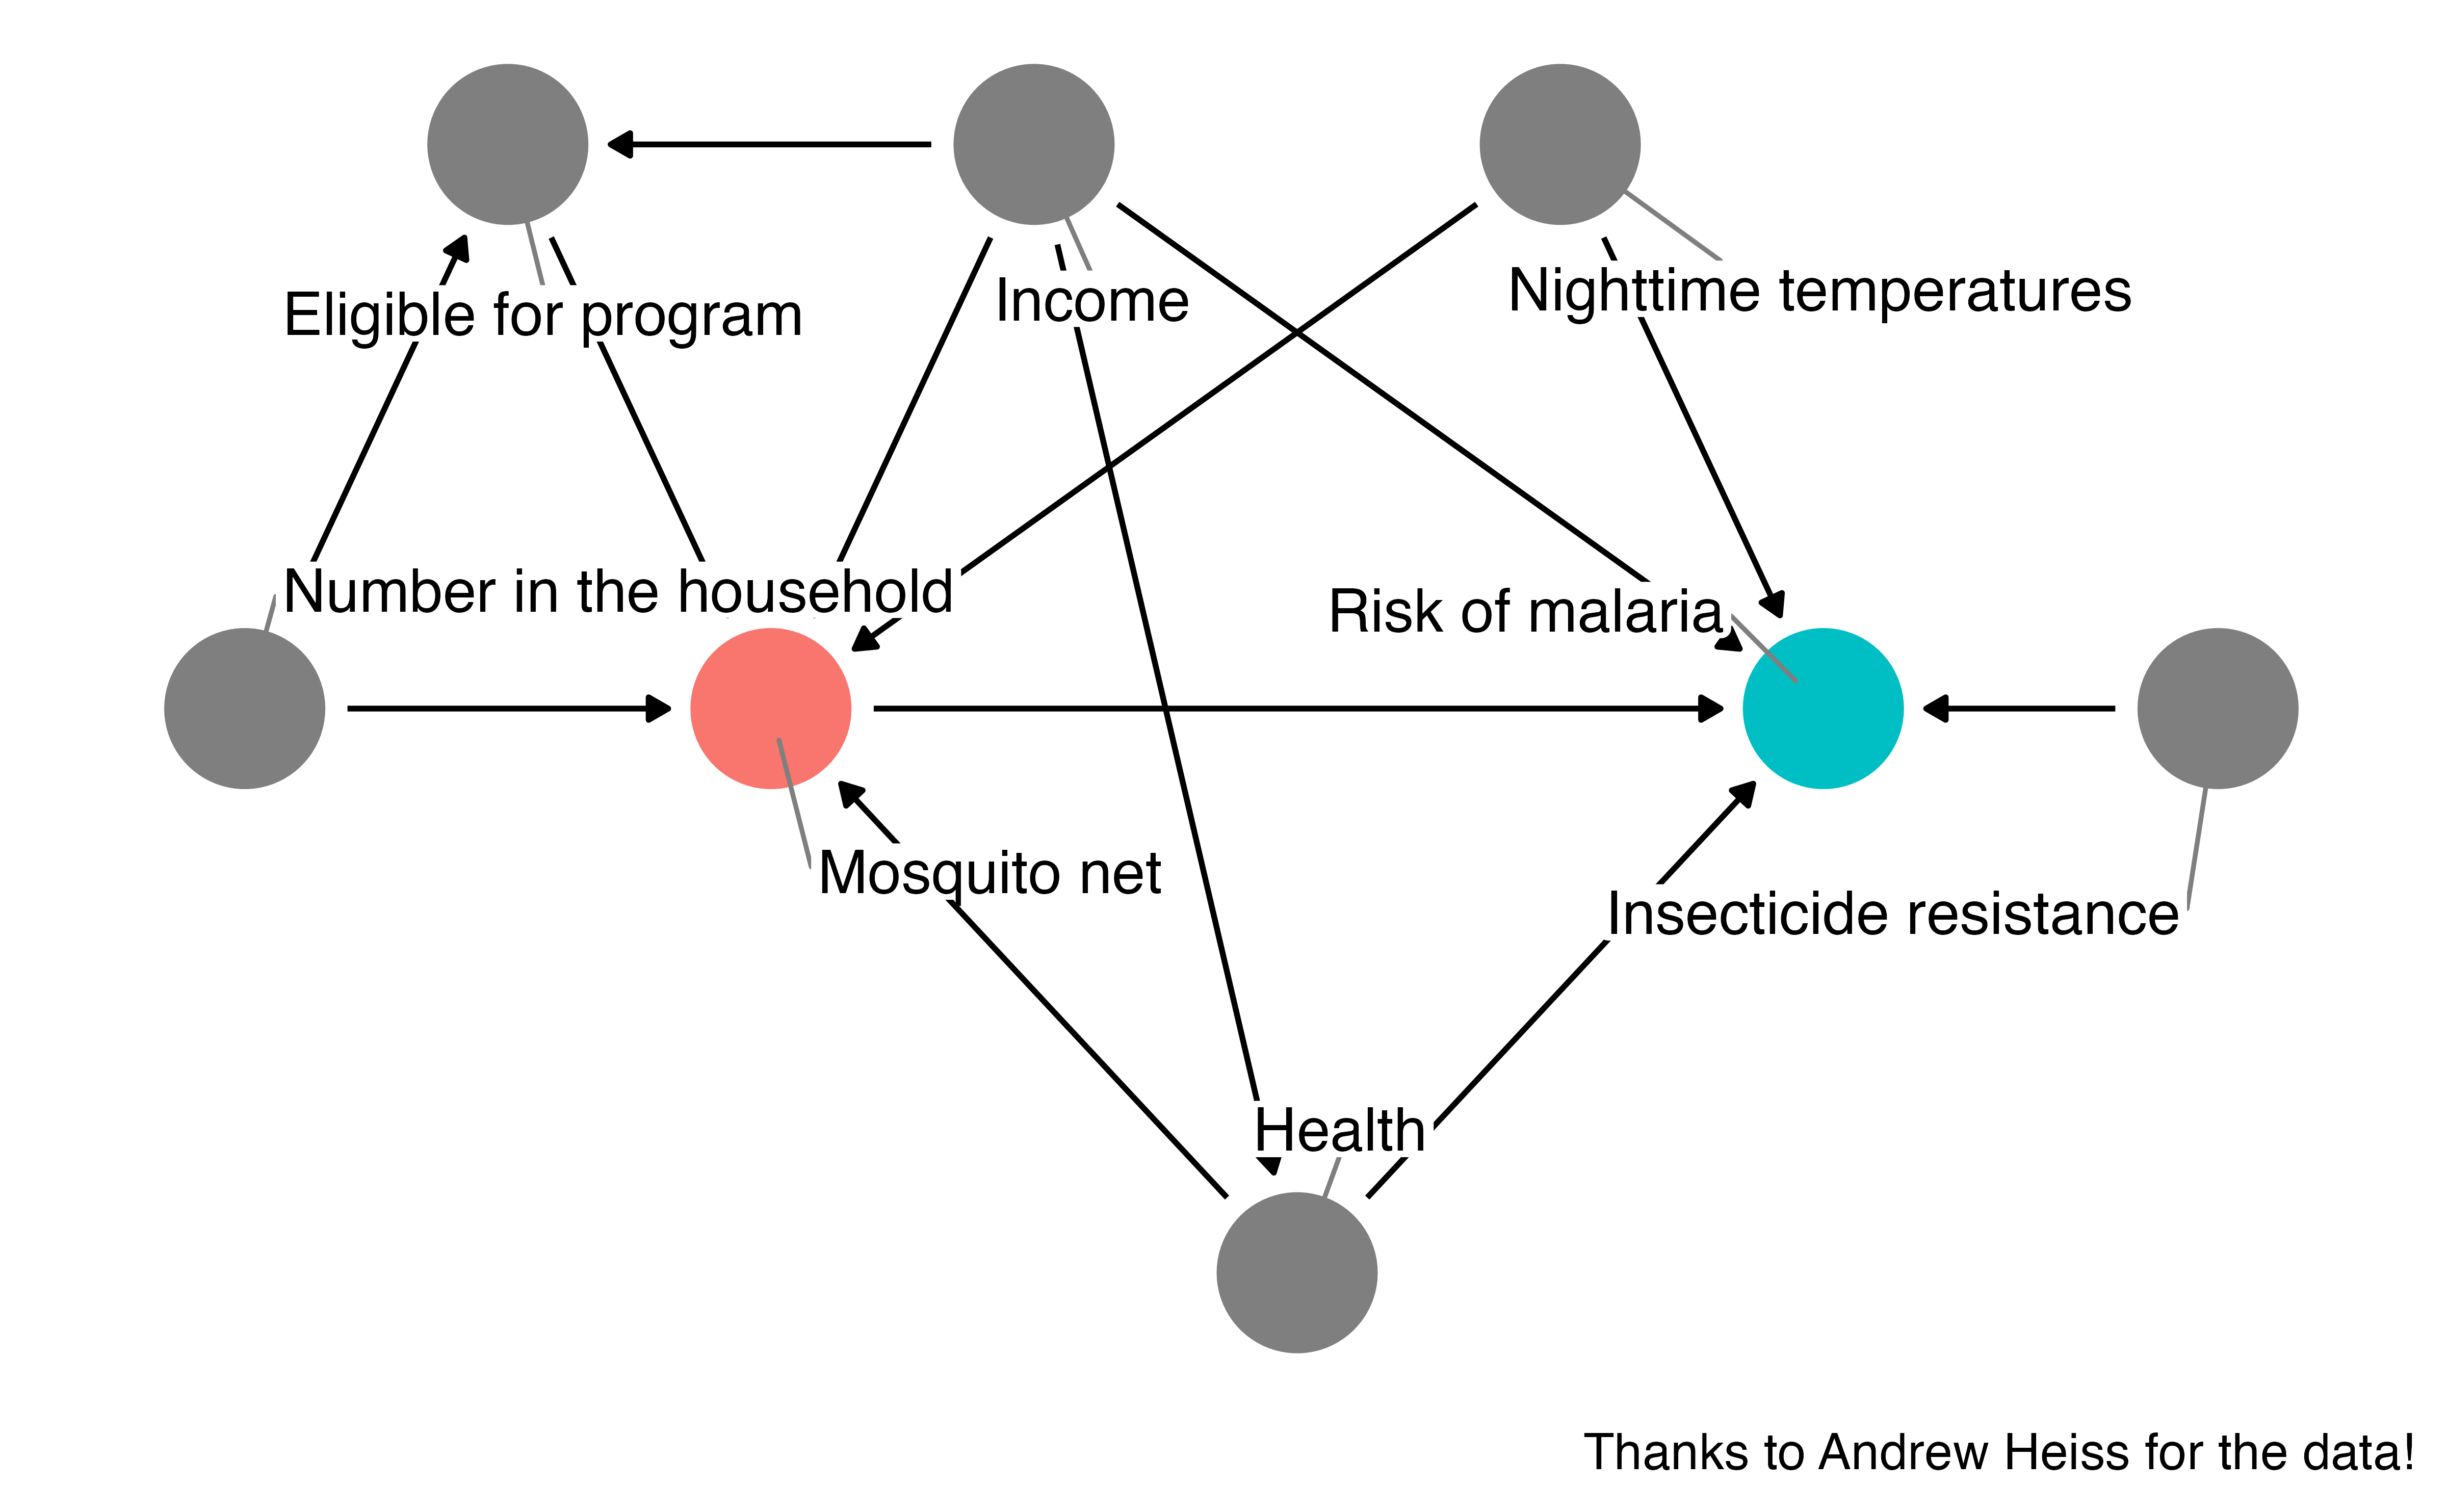 Eligible for program
Income
Nighttime temperatures
Number in the household
Risk of malaria
Mosquito net
Insecticide resistance
Health
Thanks to Andrew Heiss for the data!